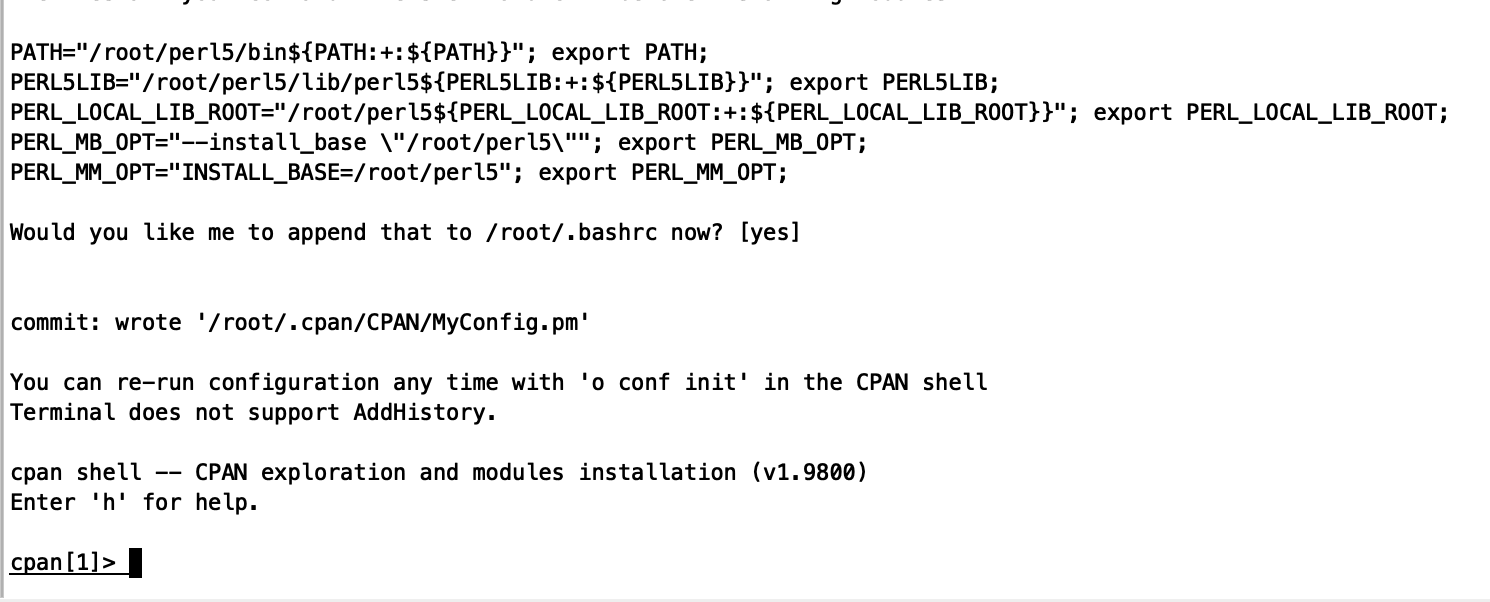 PATH="/root/perl5/bin${PATH:+:${PATH}}"; export PATH;
PERL5LIB="/root/perl5/lib/perl5${PERL5LIB:+:${PERL5LIB}}"; export PERL5LIB;
PERL_LOCAL_LIB_ROOT="/root/perl5${PERL_LOCAL_LIB_ROOT:+:${PERL_LOCAL_LIB_ROOT}}"; export PERL_LOCAL_LIB_ROOT;
PERL_MB_OPT="--install_base \"/root/perl5\""; export PERL_MB_OPT;
PERL_MM_OPT="INSTALL_BASE=/root/perl5"; export PERL_MM_OPT;
Would you like me to append that to /root/.bashrc now? [yes]
commit: wrote '/root/.cpan/CPAN/MyConfig.pm'
You can re-run configuration any time with 'o conf init' in the CPAN shell
Terminal does not support AddHistory.
cpan shell -- CPAN exploration and modules installation (v1.9800)
Enter 'h' for help.
cpan[1]>